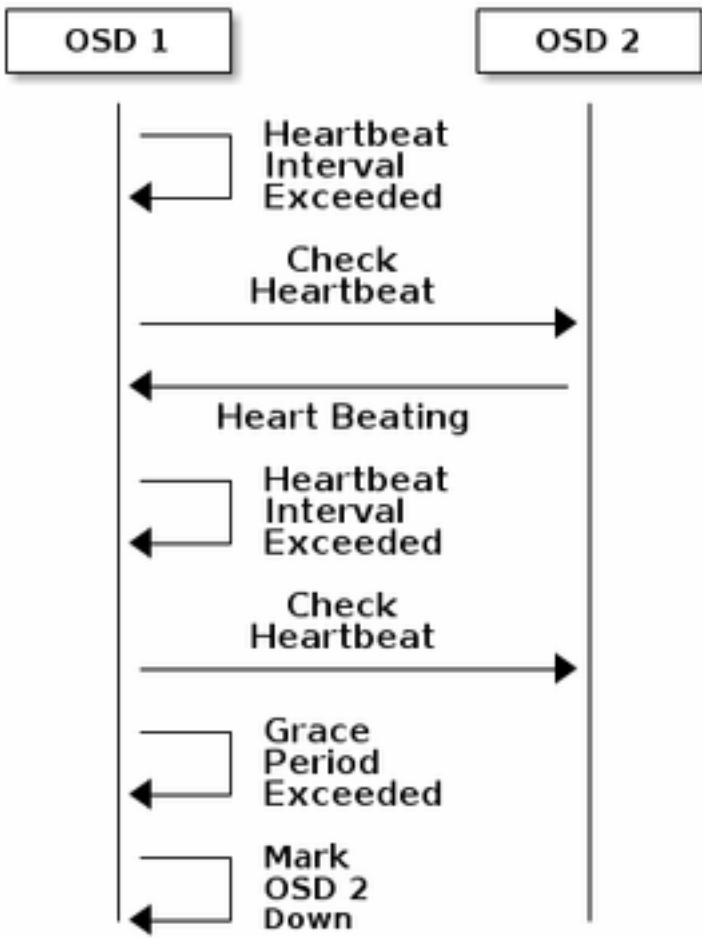 OSD 1
OSD 2
Heartbeat
Interval
Exceeded
Check
Heartbeat
Heart Beating
Heartbeat
Interval
Exceeded
Check
Heartbeat
Grace
Period
Exceeded
Mark
OSD 2
Down